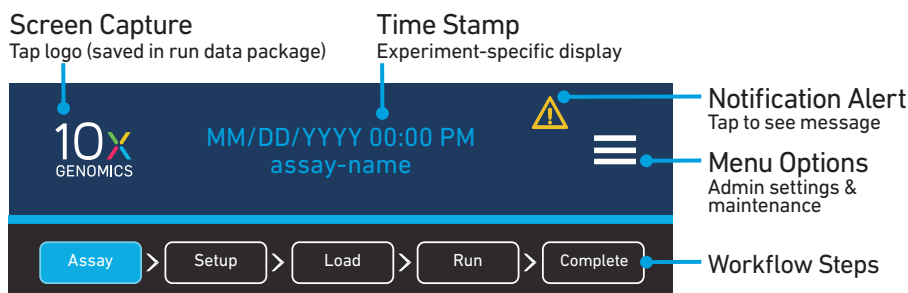 Screen Capture
Tap logo (saved in run data package)
Time Stamp
Experiment-specific display
Notification Alert
Tap to see message
10x
GENOMICS
MM/DD/YYYY 00:00 PM
assay-name
Menu Options
Admin settings &
maintenance
Assay
Setup
Load
Run
Complete
Workflow Steps